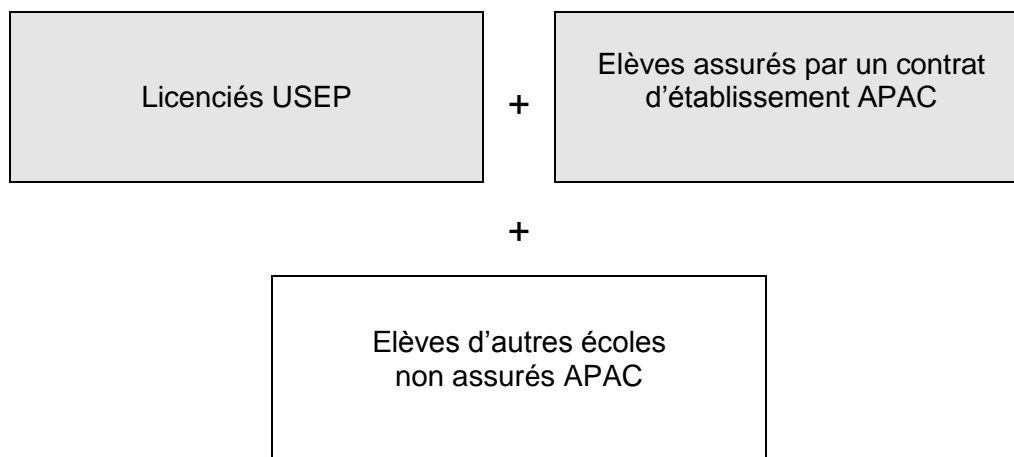 Licenciés USEP
+
Elèves assurés par un contrat
d’établissement APAC
+
Elèves d’autres écoles
non assurés APAC